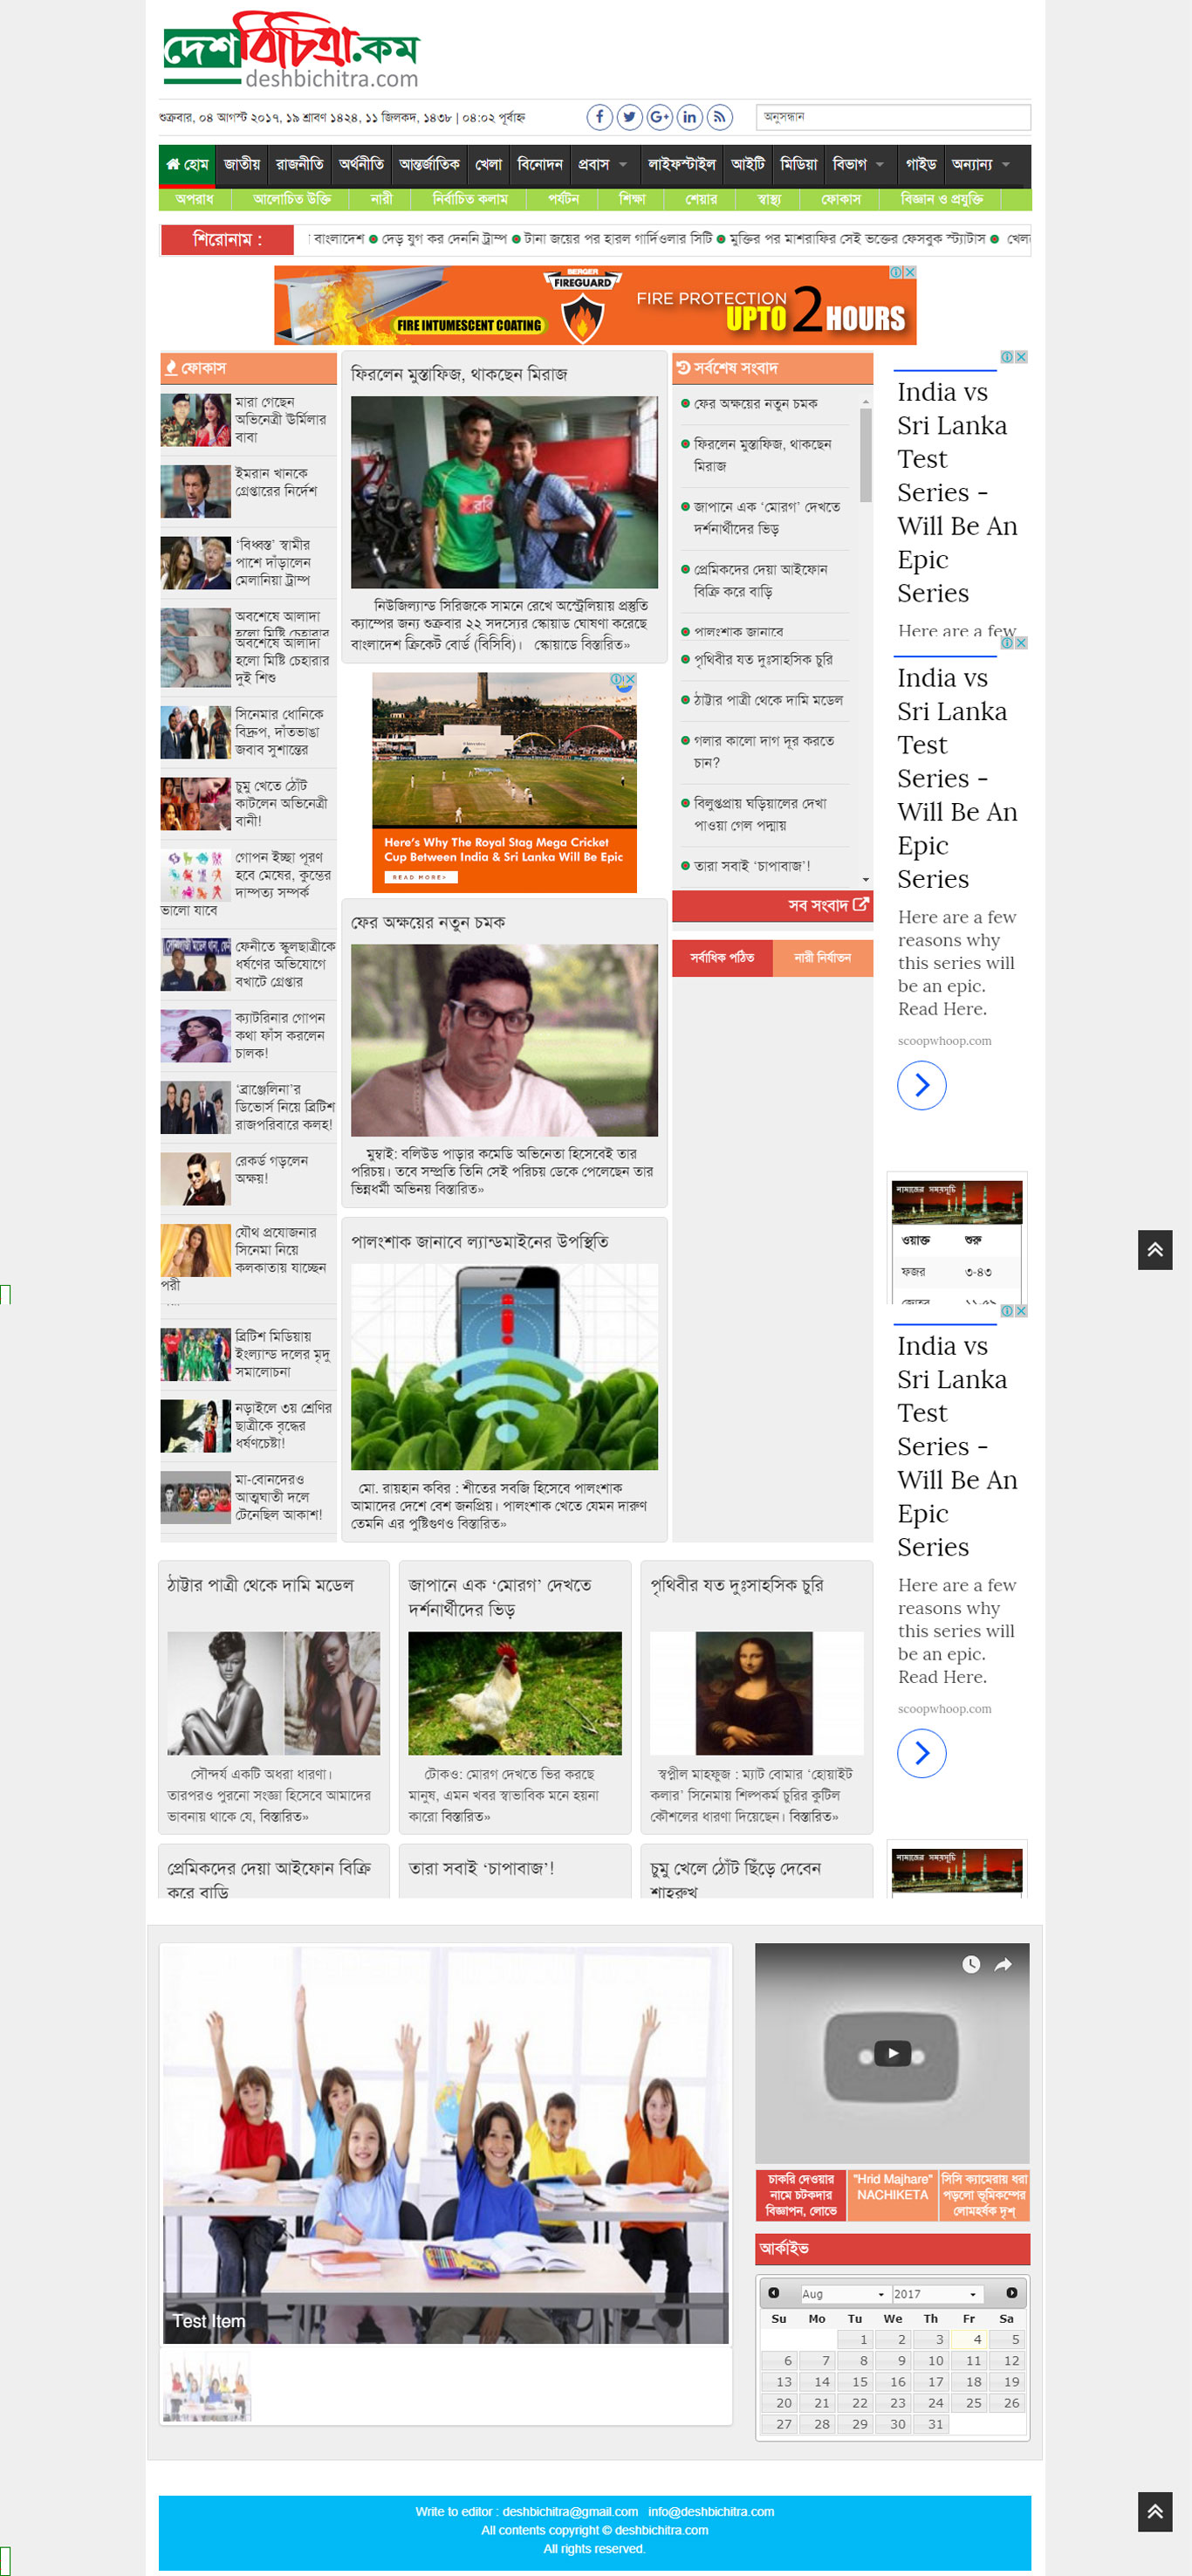 দেশবিচিত্রা.কম
deshbichitra.com
শুক্রবার, ০৪ আগস্ট ২০১৭, ১৯ শ্রাবণ ১৪২৪, ১১ জিলকদ, ১৪৩৮ | ০৪:০২ পূর্বাহ্ন
অনুসন্ধান
হোম জাতীয় রাজনীতি অর্থনীতি আন্তর্জাতিক খেলা বিনোদন প্রবাস লাইফস্টাইল আইটি মিডিয়া বিভাগ গাইড অন্যান্য
অপরাধ আলোচিত উক্তি নারী নির্বাচিত কলাম পর্যটন শিক্ষা শেয়ার স্বাস্থ্য ফোকাস বিজ্ঞান ও প্রযুক্তি
শিরোনাম :
বাংলাদেশ দেড় যুগ কর দেননি ট্রাম্প টানা জয়ের পর হারল গার্দিওলার সিটি মুক্তির পর মাশরাফির সেই ভক্তের ফেসবুক স্ট্যাটাস
BERGER
FIREGUARD
FIRE INTUMESCENT COATING
FIRE PROTECTION
UPTO 2 HOURS
ফোকাস
মারা গেছেন
অভিনেত্রী ঊর্মিলার
বাবা
ইমরান খানকে
গ্রেপ্তারের নির্দেশ
‘বিধ্বস্ত’ স্বামীর
পাশে দাঁড়ালেন
মেলানিয়া ট্রাম্প
অবশেষে আলাদা
হলো মিষ্টি চেহারার
অবশেষে আলাদা
হলো মিষ্টি চেহারার
দুই শিশু
সিনেমার ধোনিকে
বিদ্রুপ, দাঁতভাঙা
জবাব সুশান্তের
চুমু খেতে ঠোঁট
কাটলেন অভিনেত্রী
বানী!
গোপন ইচ্ছা পূরণ
হবে মেষের, কুম্ভের
দাম্পত্য সম্পর্ক
ভালো যাবে
ফেনীতে স্কুলছাত্রীকে
ধর্ষণের অভিযোগে
বখাটে গ্রেপ্তার
ক্যাটরিনার গোপন
কথা ফাঁস করলেন
চালক!
‘ব্রাঞ্জেলিনা’র
ডিভোর্স নিয়ে ব্রিটিশ
রাজপরিবারে কলহ!
রেকর্ড গড়লেন
অক্ষয়!
যৌথ প্রযোজনার
সিনেমা নিয়ে
কলকাতায় যাচ্ছেন
পরী
ব্রিটিশ মিডিয়ায়
ইংল্যান্ড দলের মৃদু
সমালোচনা
নড়াইলে ৩য় শ্রেণির
ছাত্রীকে বৃদ্ধের
ধর্ষণচেষ্টা!
মা-বোনদেরও
আত্মঘাতী দলে
টেনেছিল আকাশ!
ফিরলেন মুস্তাফিজ, থাকছেন মিরাজ
নিউজিল্যান্ড সিরিজকে সামনে রেখে অস্ট্রেলিয়ায় প্রস্তুতি
ক্যাম্পের জন্য শুক্রবার ২২ সদস্যের স্কোয়াড ঘোষণা করেছে
বাংলাদেশ ক্রিকেট বোর্ড (বিসিবি)। স্কোয়াডে বিস্তারিত»
Here's Why The Royal Stag Mega Cricket
Cup Between India & Sri Lanka Will Be Epic
READ MORE>
ফের অক্ষয়ের নতুন চমক
মুম্বাই: বলিউড পাড়ার কমেডি অভিনেতা হিসেবেই তার
পরিচয়। তবে সম্প্রতি তিনি সেই পরিচয় ডেকে পেলেছেন তার
ভিন্নধর্মী অভিনয় বিস্তারিত»
পালংশাক জানাবে ল্যান্ডমাইনের উপস্থিতি
মো. রায়হান কবির : শীতের সবজি হিসেবে পালংশাক
আমাদের দেশে বেশ জনপ্রিয়। পালংশাক খেতে যেমন দারুণ
তেমনি এর পুষ্টিগুণও বিস্তারিত»
সর্বশেষ সংবাদ
ফের অক্ষয়ের নতুন চমক
ফিরলেন মুস্তাফিজ, থাকছেন
মিরাজ
জাপানে এক ‘মোরগ’ দেখতে
দর্শনার্থীদের ভিড়
প্রেমিকদের দেয়া আইফোন
বিক্রি করে বাড়ি
পালংশাক জানাবে
পৃথিবীর যত দুঃসাহসিক চুরি
ঠাট্টার পাত্রী থেকে দামি মডেল
গলার কালো দাগ দূর করতে
চান?
বিলুপ্তপ্রায় ঘড়িয়ালের দেখা
পাওয়া গেল পদ্মায়
তারা সবাই ‘চাপাবাজ’!
সব সংবাদ
সর্বাধিক পঠিত নারী নির্যাতন
India vs
Sri Lanka
Test
Series -
Will Be An
Epic
Series
Here are a few
India vs
Sri Lanka
Test
Series -
Will Be An
Epic
Series
Here are a few
reasons why
this series will
be an epic.
Read Here.
scoopwhoop.com
নামাজের সময়সূচি
ওয়াক্ত শুরু
ফজর ৩-৪৩
জোহর ১১-৫৯
India vs
Sri Lanka
Test
Series -
Will Be An
Epic
Series
Here are a few
reasons why
this series will
be an epic.
Read Here.
scoopwhoop.com
নামাজের সময়সূচি
ঠাট্টার পাত্রী থেকে দামি মডেল
সৌন্দর্য একটি অধরা ধারণা।
তারপরও পুরনো সংজ্ঞা হিসেবে আমাদের
ভাবনায় থাকে যে, বিস্তারিত»
জাপানে এক ‘মোরগ’ দেখতে
দর্শনার্থীদের ভিড়
টোকও: মোরগ দেখতে ভির করছে
মানুষ, এমন খবর স্বাভাবিক মনে হয়না
কারো বিস্তারিত»
পৃথিবীর যত দুঃসাহসিক চুরি
স্বপ্নীল মাহফুজ : ম্যাট বোমার ‘হোয়াইট
কলার’ সিনেমায় শিল্পকর্ম চুরির কুটিল
কৌশলের ধারণা দিয়েছেন। বিস্তারিত»
প্রেমিকদের দেয়া আইফোন বিক্রি
করে বাড়ি
তারা সবাই ‘চাপাবাজ’!
চুমু খেলে ঠোঁট ছিঁড়ে দেবেন
শাহরুখ
Test Item
চাকরি দেওয়ার
নামে চটকদার
বিজ্ঞাপন, লোভে
"Hrid Majhare"
NACHIKETA
সিসি ক্যামেরায় ধরা
পড়লো ভূমিকম্পের
লোমহর্ষক দৃশ্
আর্কাইভ
Aug 2017
Su Mo Tu We Th Fr Sa
1 2 3 4 5
6 7 8 9 10 11 12
13 14 15 16 17 18 19
20 21 22 23 24 25 26
27 28 29 30 31
Write to editor : deshbichitra@gmail.com info@deshbichitra.com
All contents copyright © deshbichitra.com
All rights reserved.